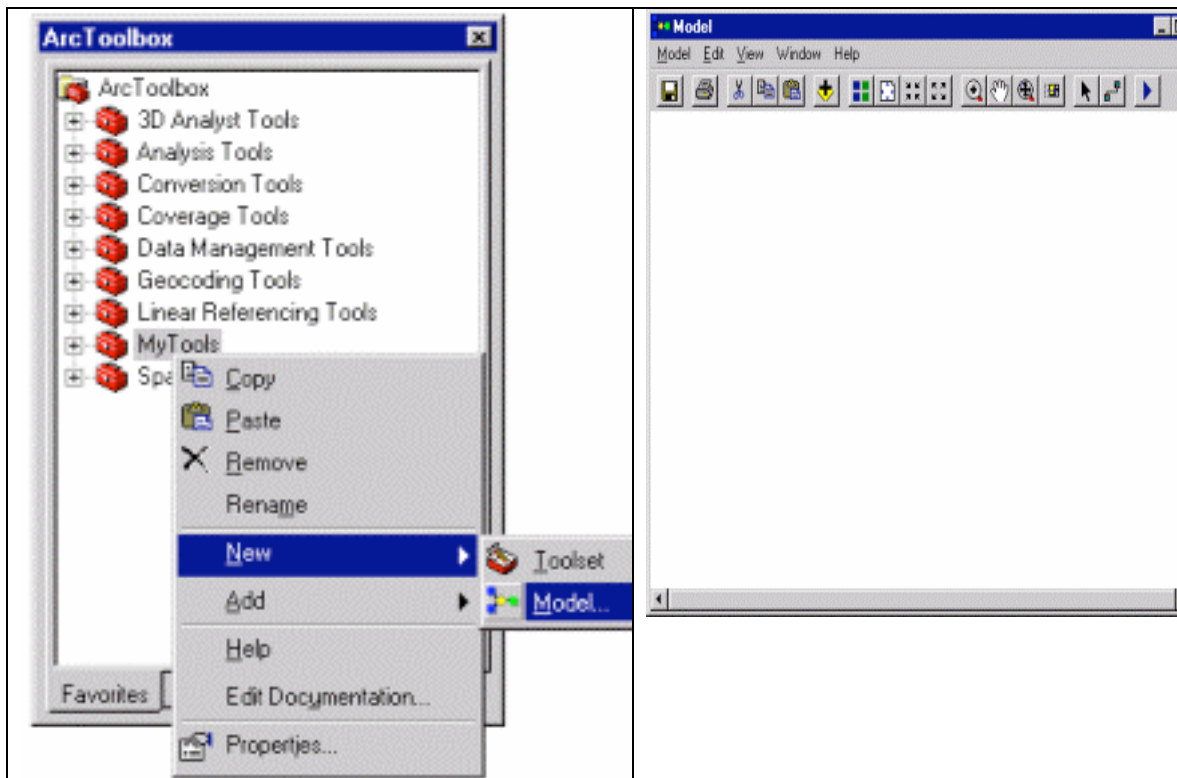 ArcToolbox
ArcToolbox
3D Analyst Tools
Analysis Tools
Conversion Tools
Coverage Tools
Data Management Tools
Geocoding Tools
Linear Referencing Tools
MyTools
Spa
Copy
Paste
Remove
Rename
New
Add
Help
Edit Documentation...
Properties...
Toolset
Model...
Favorites
Model
Model Edit View Window Help